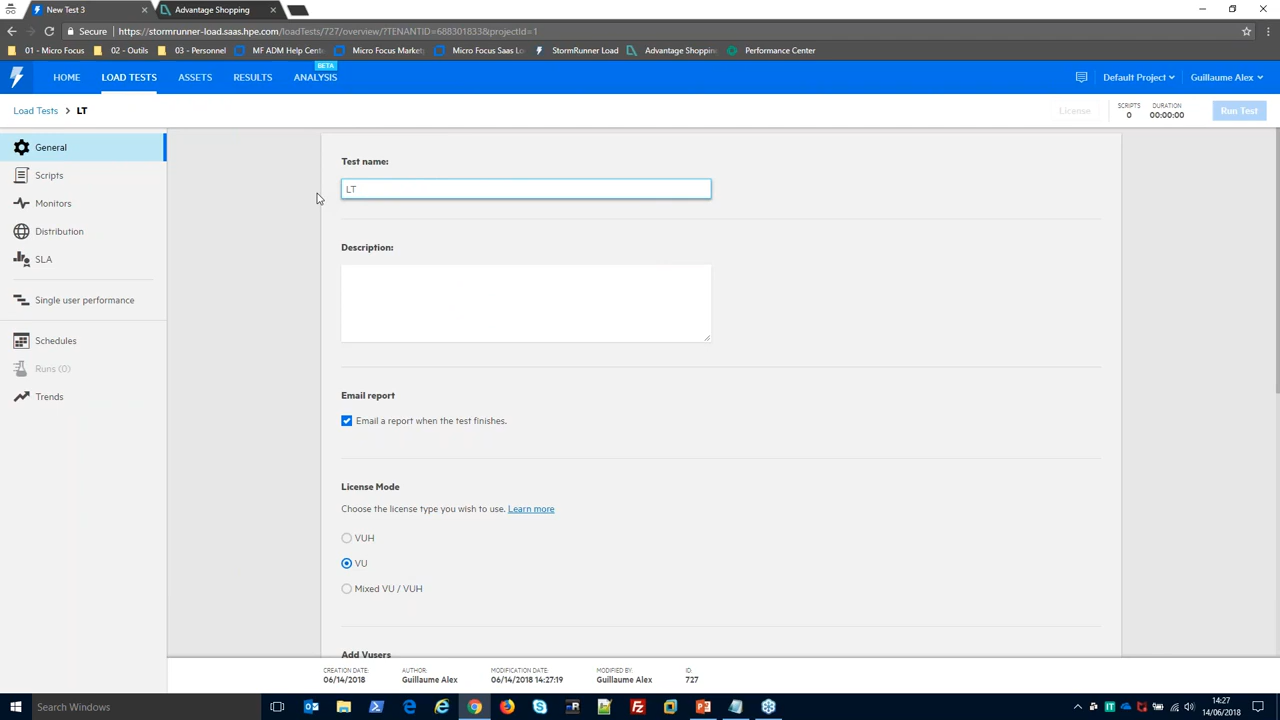 New Test 3
Advantage Shopping
Secure
https://stormrunner-load.saas.hpe.com/loadTests/727/overview/?TENANTID=688301833&projectId=1
01 - Micro Focus
02 - Outils
03 - Personnel
MF ADM Help Cent
Micro Focus Market
Micro Focus Saas Lo
StormRunner Load
Advantage Shopping
Performance Center
HOME
LOAD TESTS
ASSETS
RESULTS
ANALYSIS
BETA
Default Project
Guillaume Alex
Load Tests > LT
License
SCRIPTS
0
DURATION
00:00:00
Run Test
General
Scripts
Monitors
Distribution
SLA
Single user performance
Schedules
Runs (0)
Trends
Test name:
LT
Description:
Email report
Email a report when the test finishes.
License Mode
Choose the license type you wish to use. Learn more
VUH
VU
Mixed VU / VUH
Add Vusers
CREATION DATE:
06/14/2018
AUTHOR:
Guillaume Alex
MODIFICATION DATE:
06/14/2018 14:27:19
MODIFIED BY:
Guillaume Alex
ID:
727
Search Windows
14:27
14/06/2018